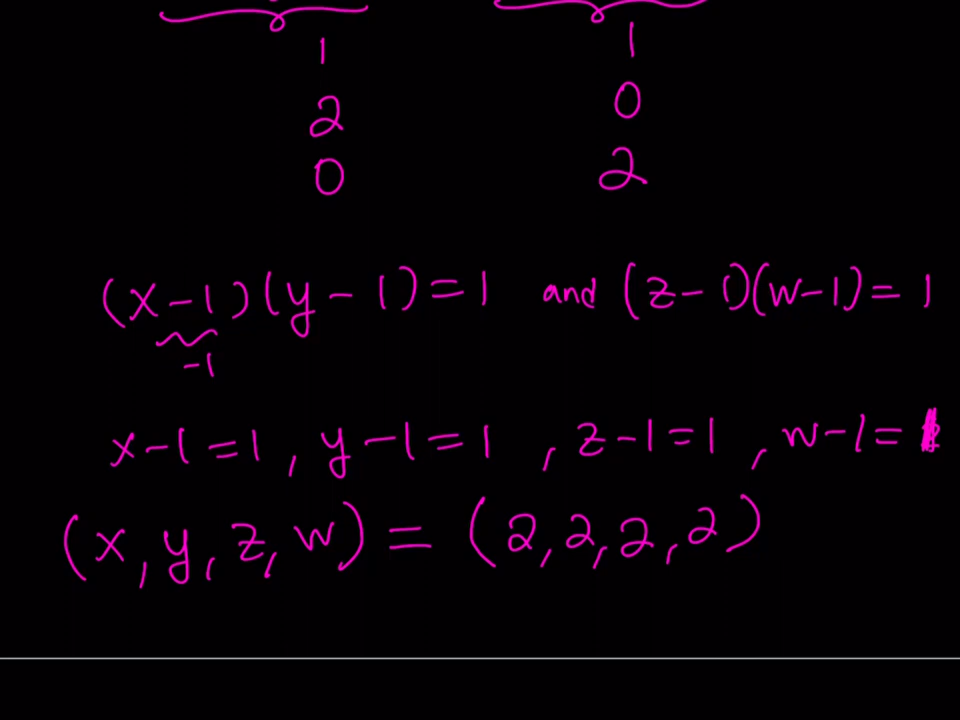 1 1
2 0
0 2
(x-1)(y-1)=1 and (z-1)(w-1)=1
-1
x-1=1, y-1=1, z-1=1, w-1=1
(x,y,z,w)=(2,2,2,2)